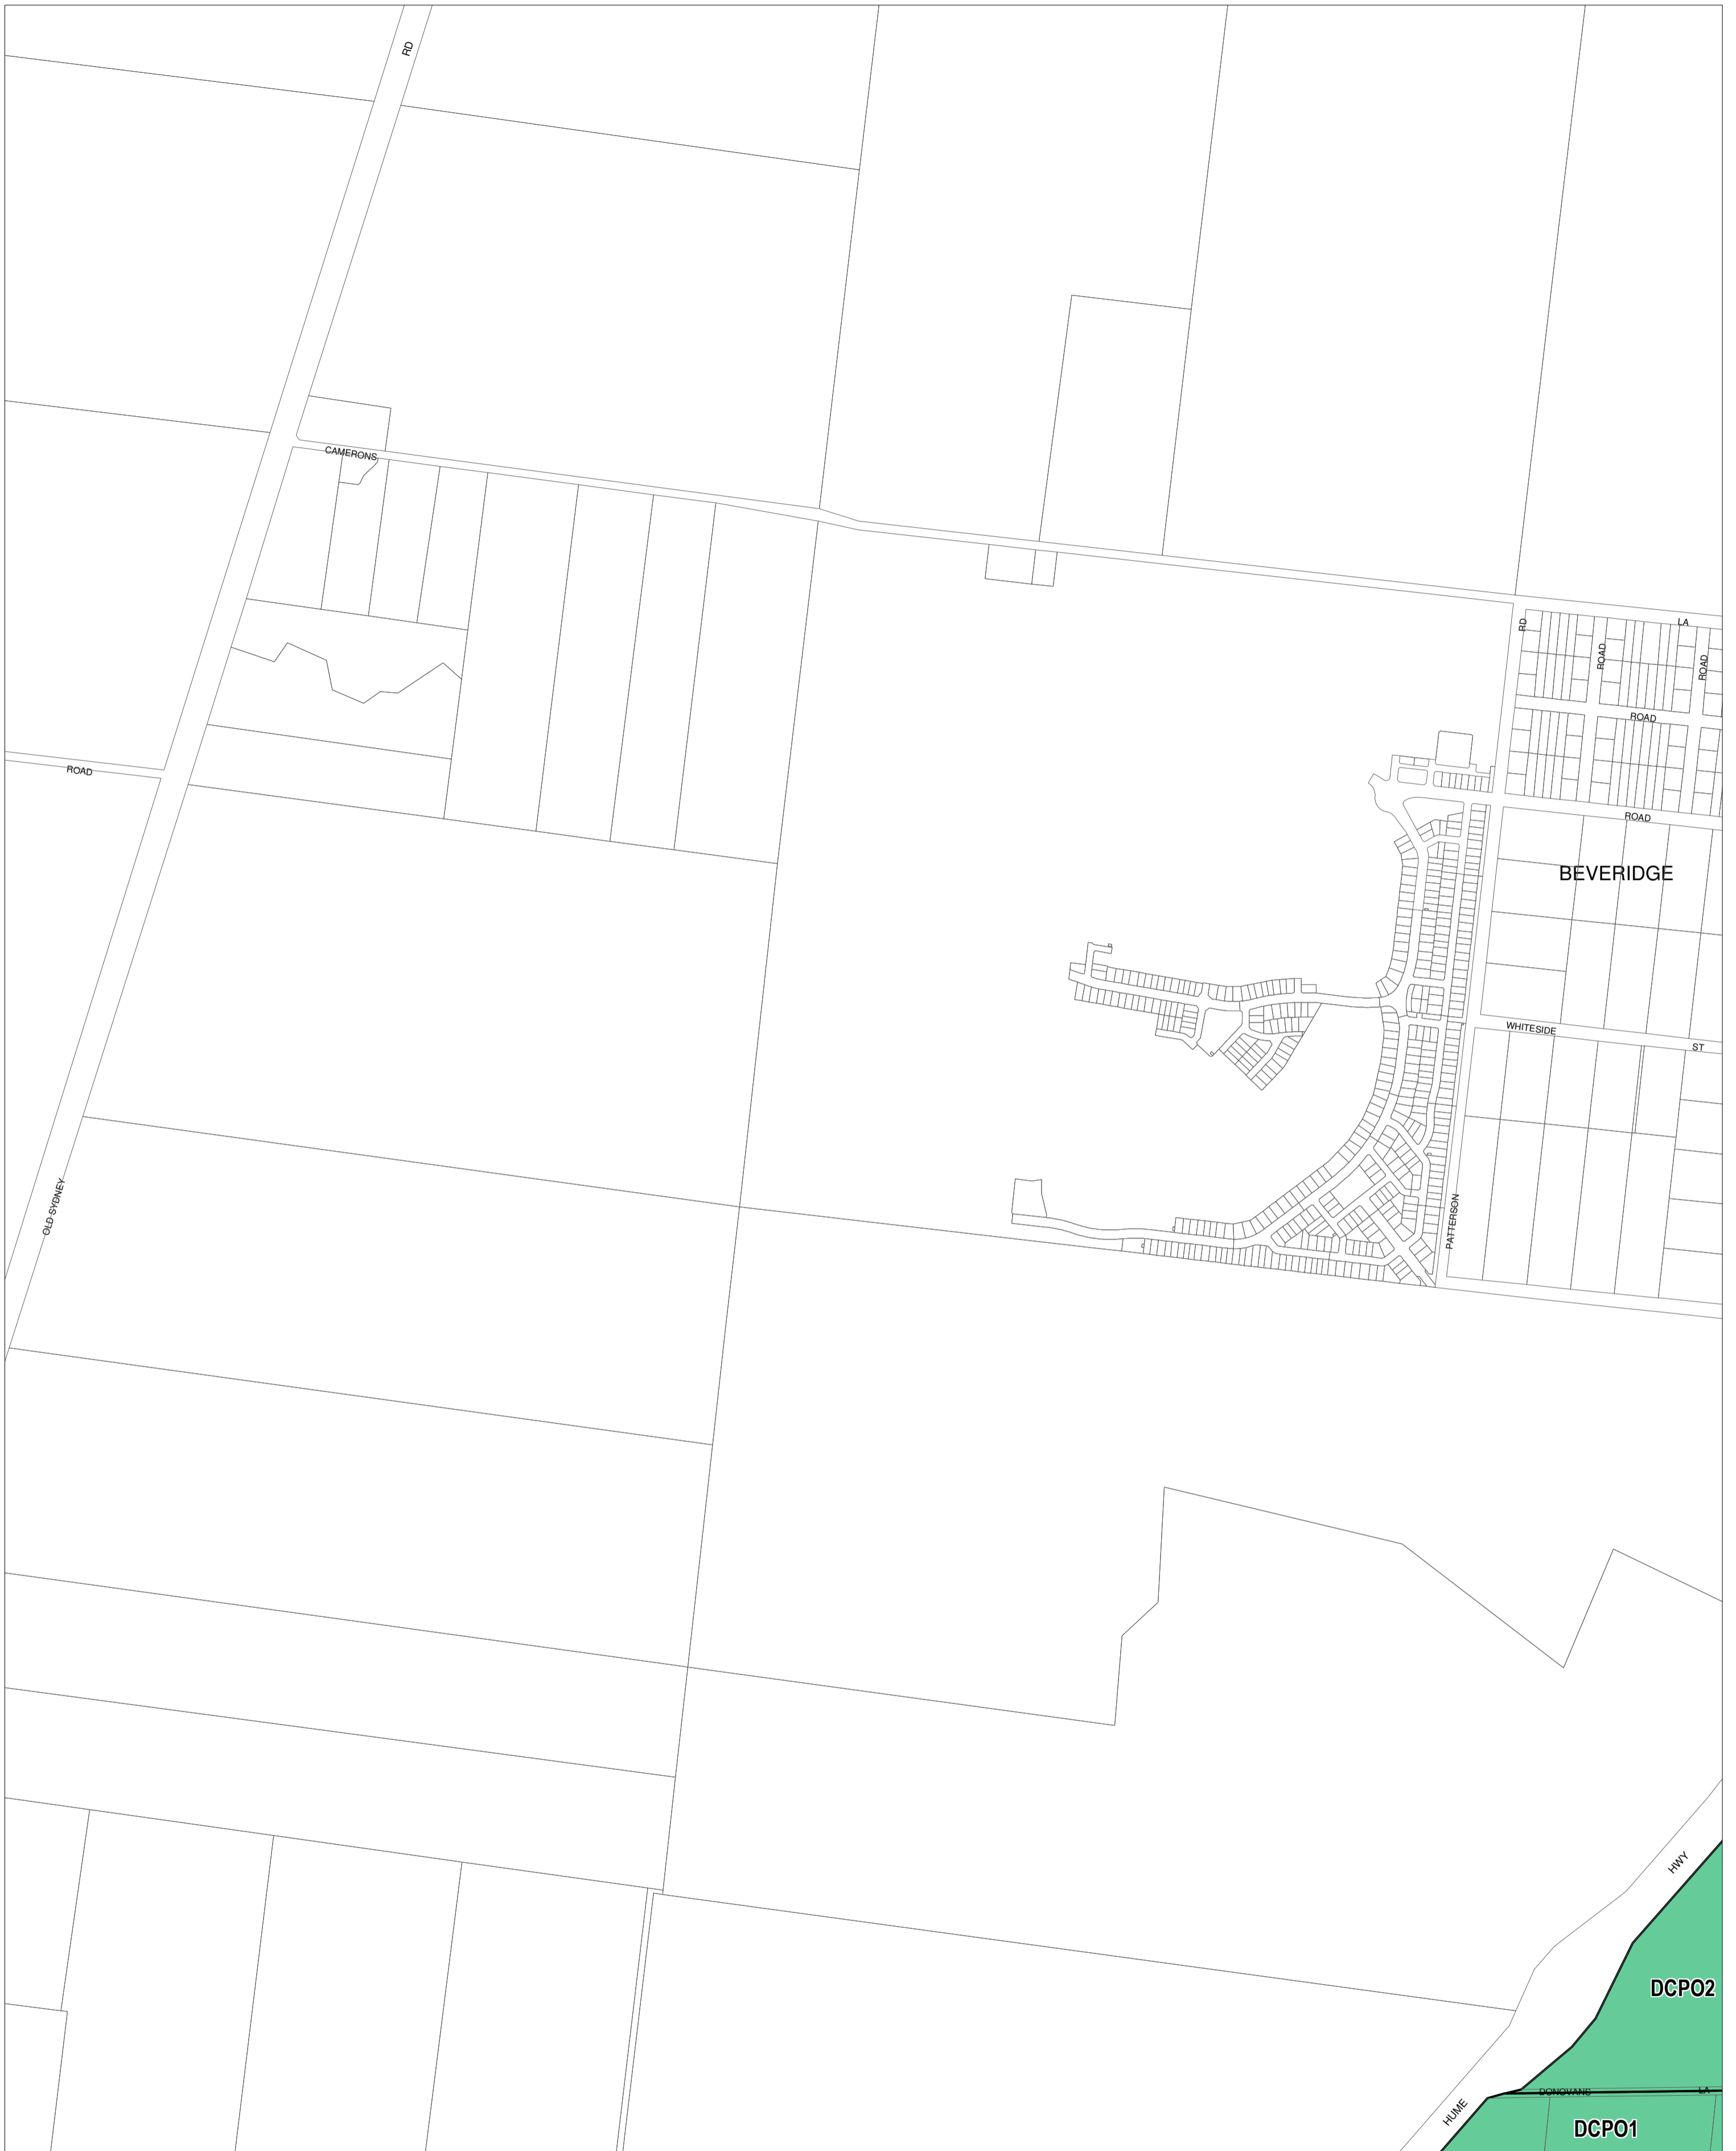 RD
CAMERONS
LA
RD
ROAD
ROAD
ROAD
ROAD
ROAD
BEVERIDGE
WHITESIDE
ST
OLD SYDNEY
PATTERSON
HWY
DCPO2
DONOVANS
LA
HUME
DCPO1